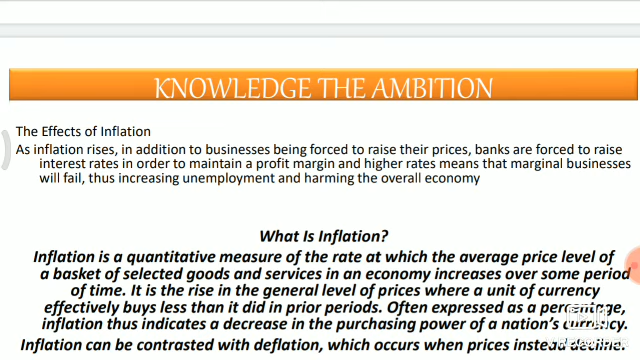 KNOWLEDGE THE AMBITION
The Effects of Inflation
As inflation rises, in addition to businesses being forced to raise their prices, banks are forced to raise
interest rates in order to maintain a profit margin and higher rates means that marginal businesses
will fail, thus increasing unemployment and harming the overall economy
What Is Inflation?
Inflation is a quantitative measure of the rate at which the average price level of
a basket of selected goods and services in an economy increases over some period
of time. It is the rise in the general level of prices where a unit of currency
effectively buys less than it did in prior periods. Often expressed as a percentage,
inflation thus indicates a decrease in the purchasing power of a nation's currency.
Inflation can be contrasted with deflation, which occurs when prices instead decline.